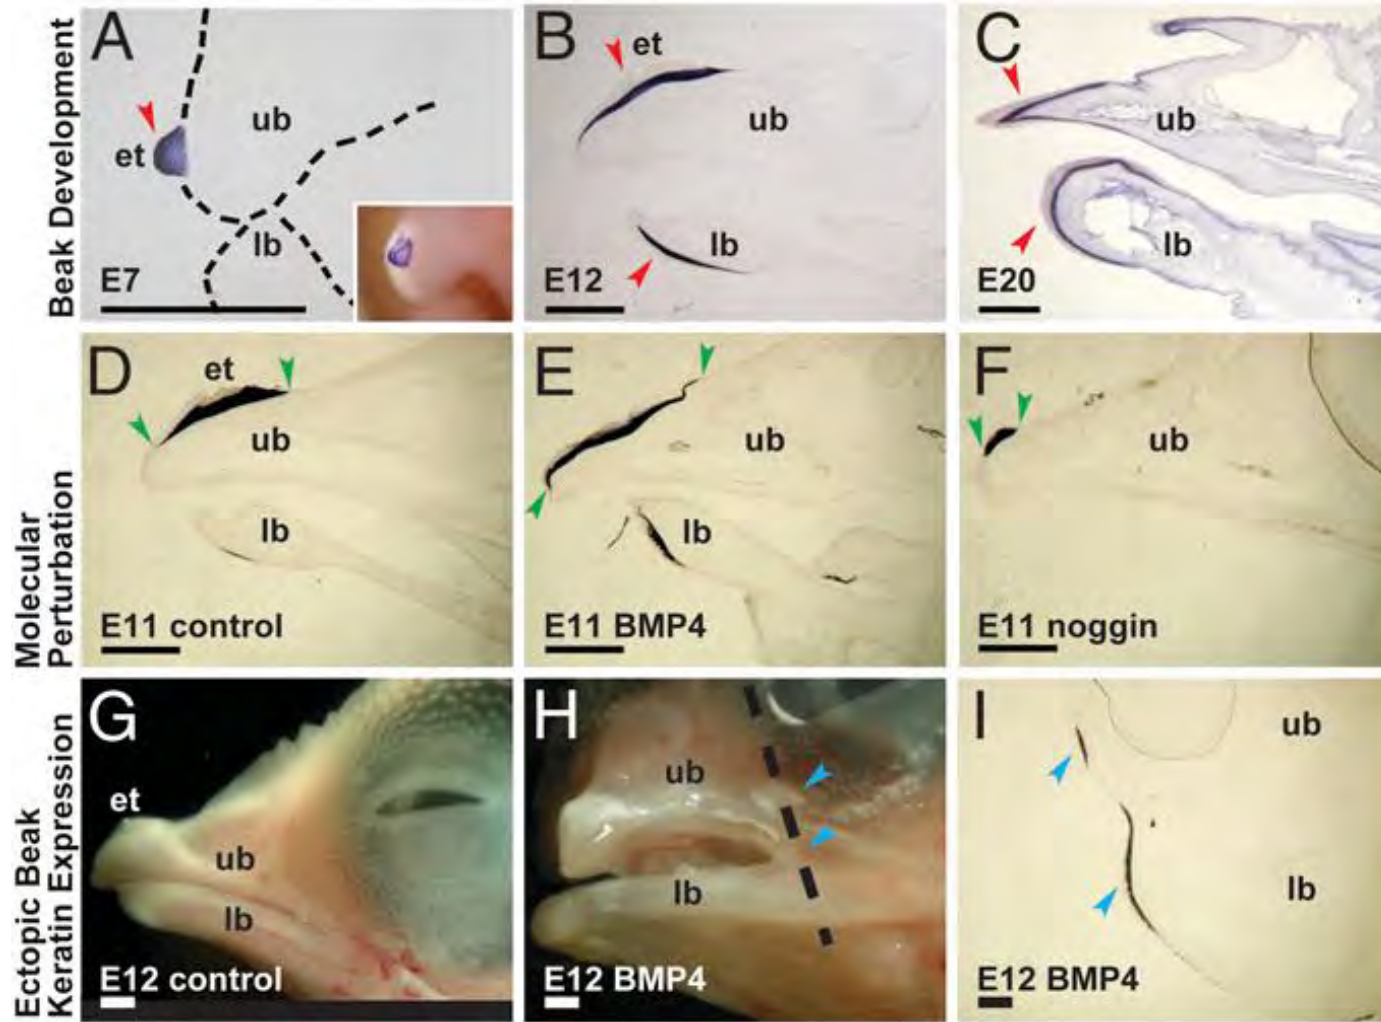 Beak Development
A
et
ub
lb
E7
B
et
ub
lb
E12
C
ub
lb
E20
Molecular
Perturbation
D
et
ub
lb
E11 control
E
ub
lb
E11 BMP4
F
ub
E11 noggin
Ectopic Beak
Keratin Expression
G
et
ub
lb
E12 control
H
ub
lb
E12 BMP4
I
ub
lb
E12 BMP4